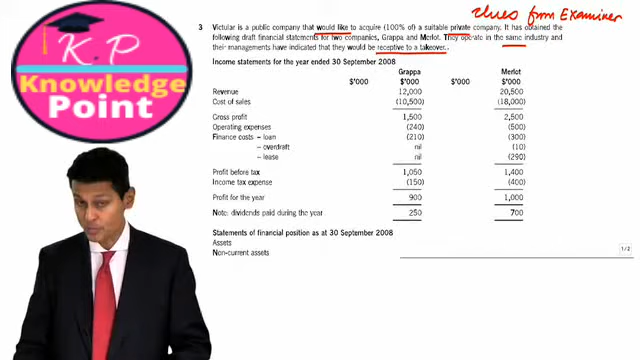 clues from Examiner
K.P
Knowledge
Point
3 Victular is a public company that would like to acquire (100% of) a suitable private company. It has obtained the
following draft financial statements for two companies, Grappa and Merlot. They operate in the same industry and
their managements have indicated that they would be receptive to a takeover.
Income statements for the year ended 30 September 2008
Grappa Merlot
$'000 $'000 $'000 $'000
Revenue 12,000 20,500
Cost of sales (10,500) (18,000)
Gross profit 1,500 2,500
Operating expenses (240) (500)
Finance costs – loan (210) (300)
– overdraft nil (10)
– lease nil (290)
Profit before tax 1,050 1,400
Income tax expense (150) (400)
Profit for the year 900 1,000
Note: dividends paid during the year 250 700
Statements of financial position as at 30 September 2008
Assets
Non-current assets
1/2